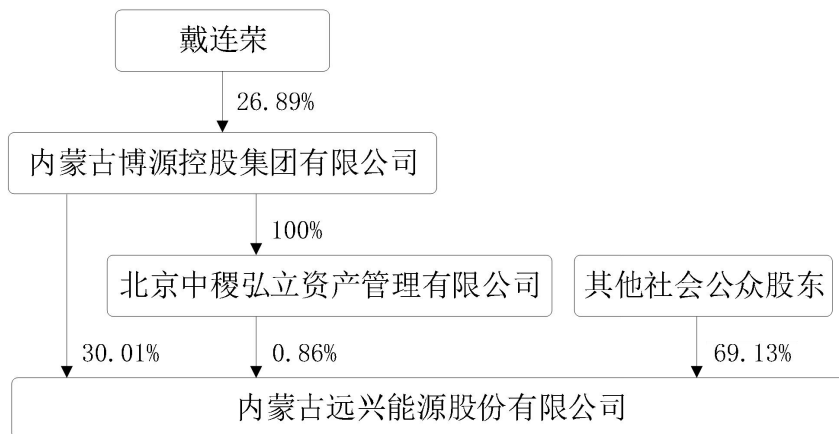 戴连荣
26.89%
内蒙古博源控股集团有限公司
100%
北京中稷弘立资产管理有限公司
其他社会公众股东
30.01%
0.86%
69.13%
内蒙古远兴能源股份有限公司